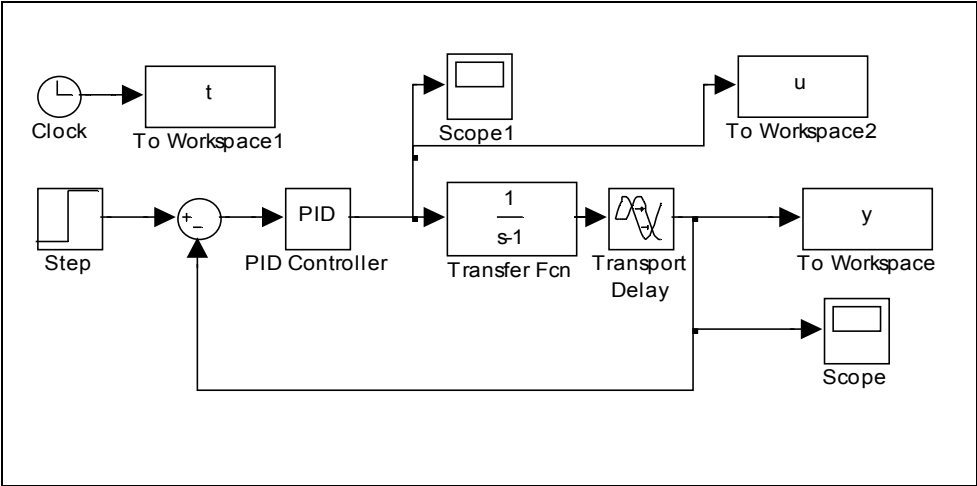 t
Clock
To Workspace1
Scope1
u
To Workspace2
Step
+
−
PID
PID Controller
1
s-1
Transfer Fcn
Transport
Delay
y
To Workspace
Scope